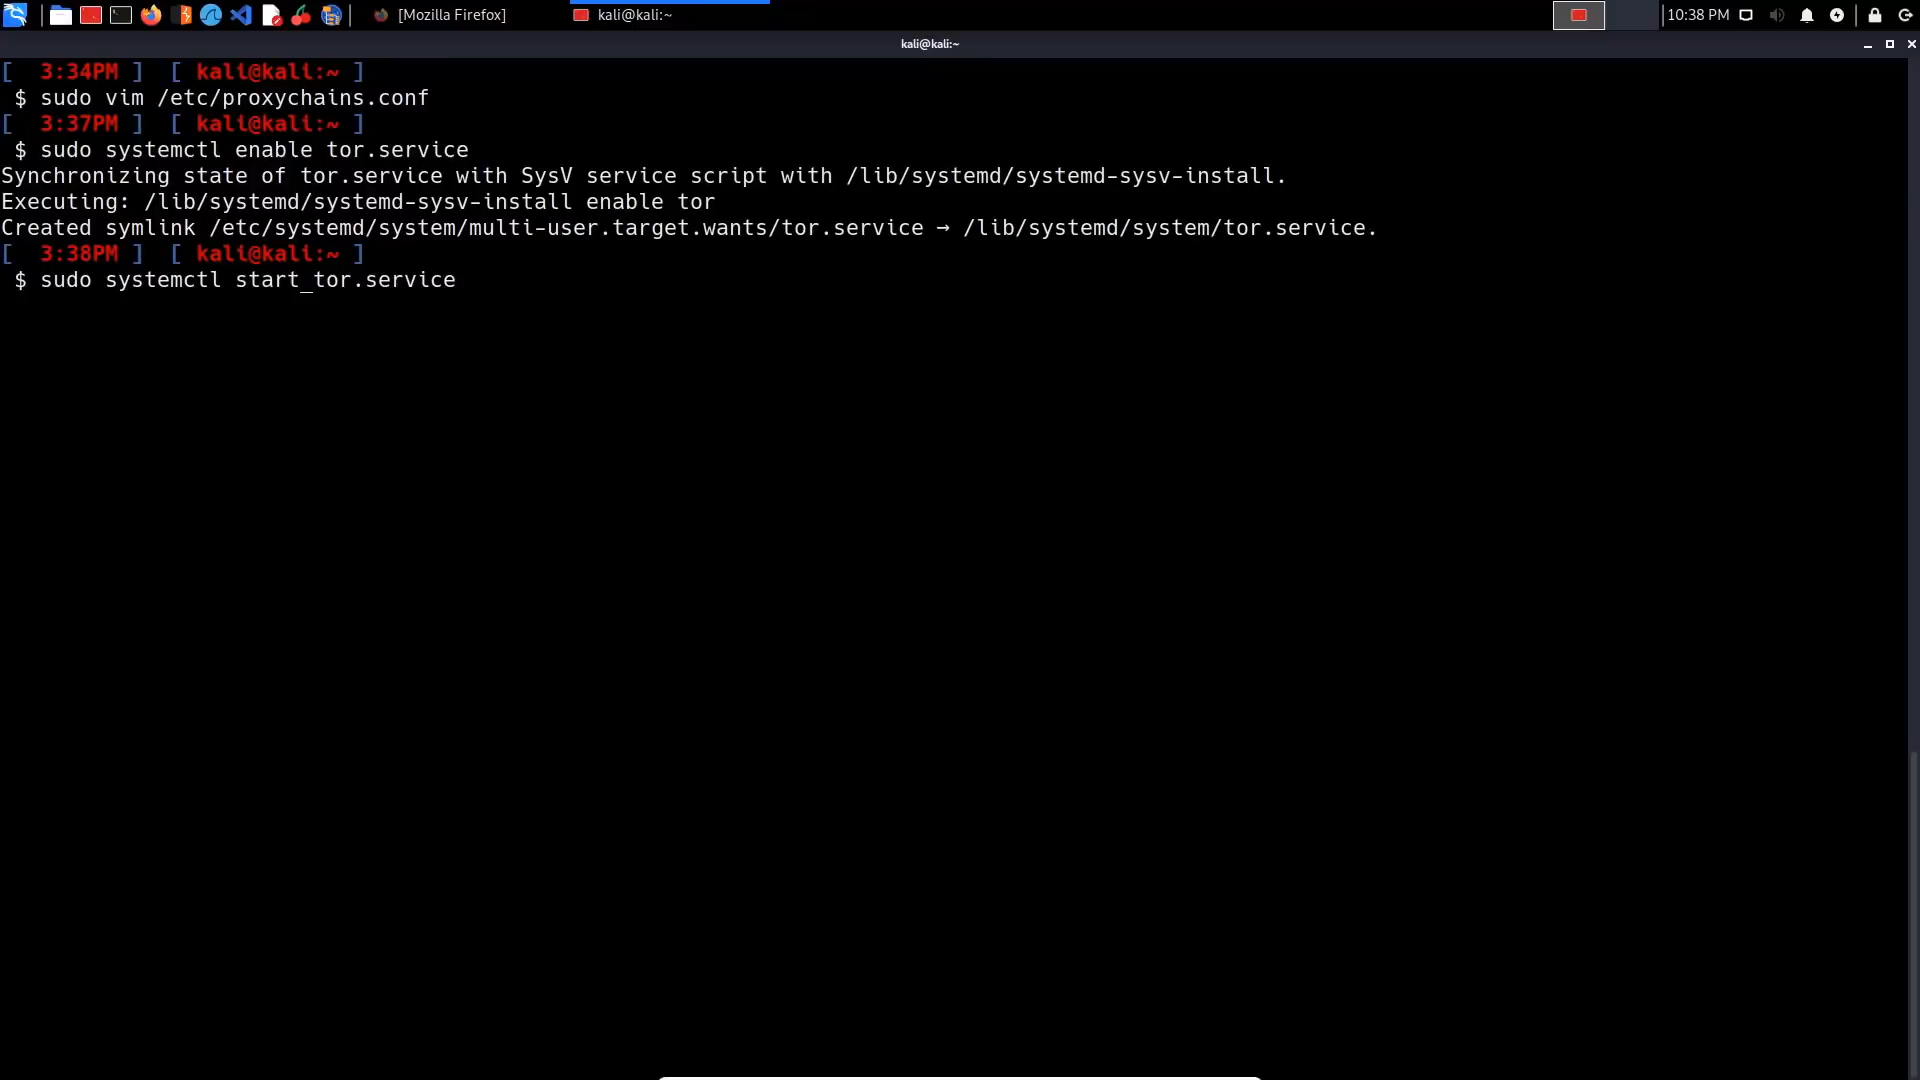 [Mozilla Firefox] kali@kali:~ 10:38 PM
kali@kali:~
[ 3:34PM ] [ kali@kali:~ ]
$ sudo vim /etc/proxychains.conf
[ 3:37PM ] [ kali@kali:~ ]
$ sudo systemctl enable tor.service
Synchronizing state of tor.service with SysV service script with /lib/systemd/systemd-sysv-install.
Executing: /lib/systemd/systemd-sysv-install enable tor
Created symlink /etc/systemd/system/multi-user.target.wants/tor.service → /lib/systemd/system/tor.service.
[ 3:38PM ] [ kali@kali:~ ]
$ sudo systemctl start_tor.service